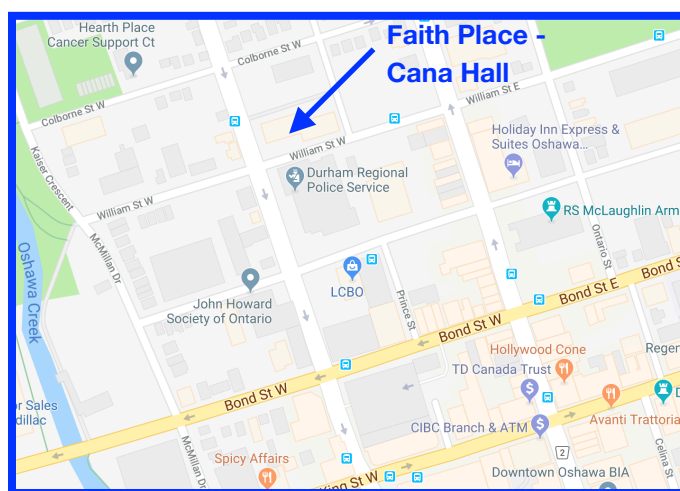 Faith Place -
Cana Hall
Hearth Place
Cancer Support Ct
Colborne St W
Colborne St W
William St E
Kaiser Crescent
William St W
Holiday Inn Express &
Suites Oshawa...
Durham Regional
Police Service
William St W
RS McLaughlin Arm
McMillan Dr
Ontario St
Oshawa Creek
John Howard
Society of Ontario
LCBO
Prince St
Bond St E
Bond S
Bond St W
Hollywood Cone
Regen
TD Canada Trust
Bond St W
or Sales
dillac
CIBC Branch & ATM
Avanti Trattoria
D
McMillan
Spicy Affairs
2
Celina St
King St W
Downtown Oshawa BIA